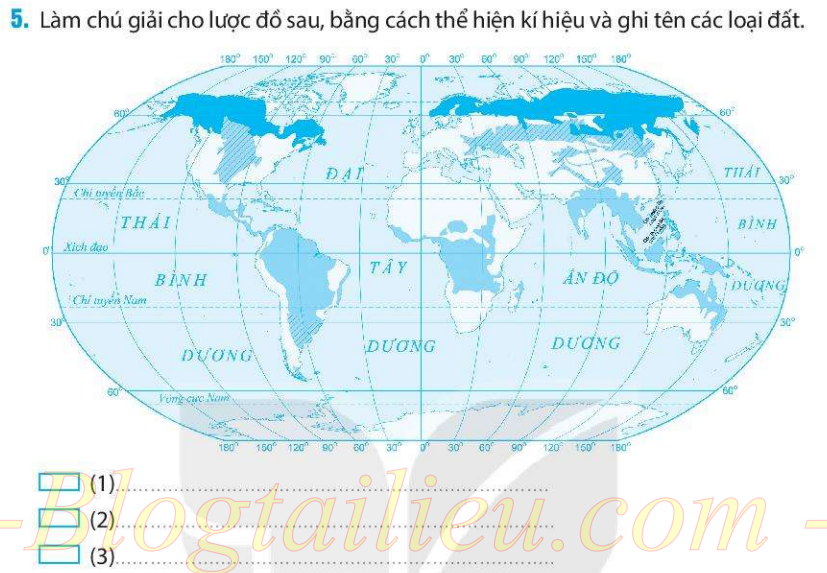 5. Làm chú giải cho lược đồ sau, bằng cách thể hiện kí hiệu và ghi tên các loại đất.
180° 150° 120° 90° 60° 30° 0° 30° 60° 90° 120° 150° 180°
60° 60°
ĐẠI THÁI
30° 30°
Chí tuyến Bắc
THÁI BÌNH
Xích đạo
0° 0°
TÂY ẤN ĐỘ
BÌNH DƯƠNG
Chí tuyến Nam
30° 30°
DƯƠNG DƯƠNG DƯƠNG
60° 60°
Vòng cực Nam
180° 150° 120° 90° 60° 30° 0° 30° 60° 90° 120° 150° 180°
(1)
(2)
-Blogtailieu.com -
(3)